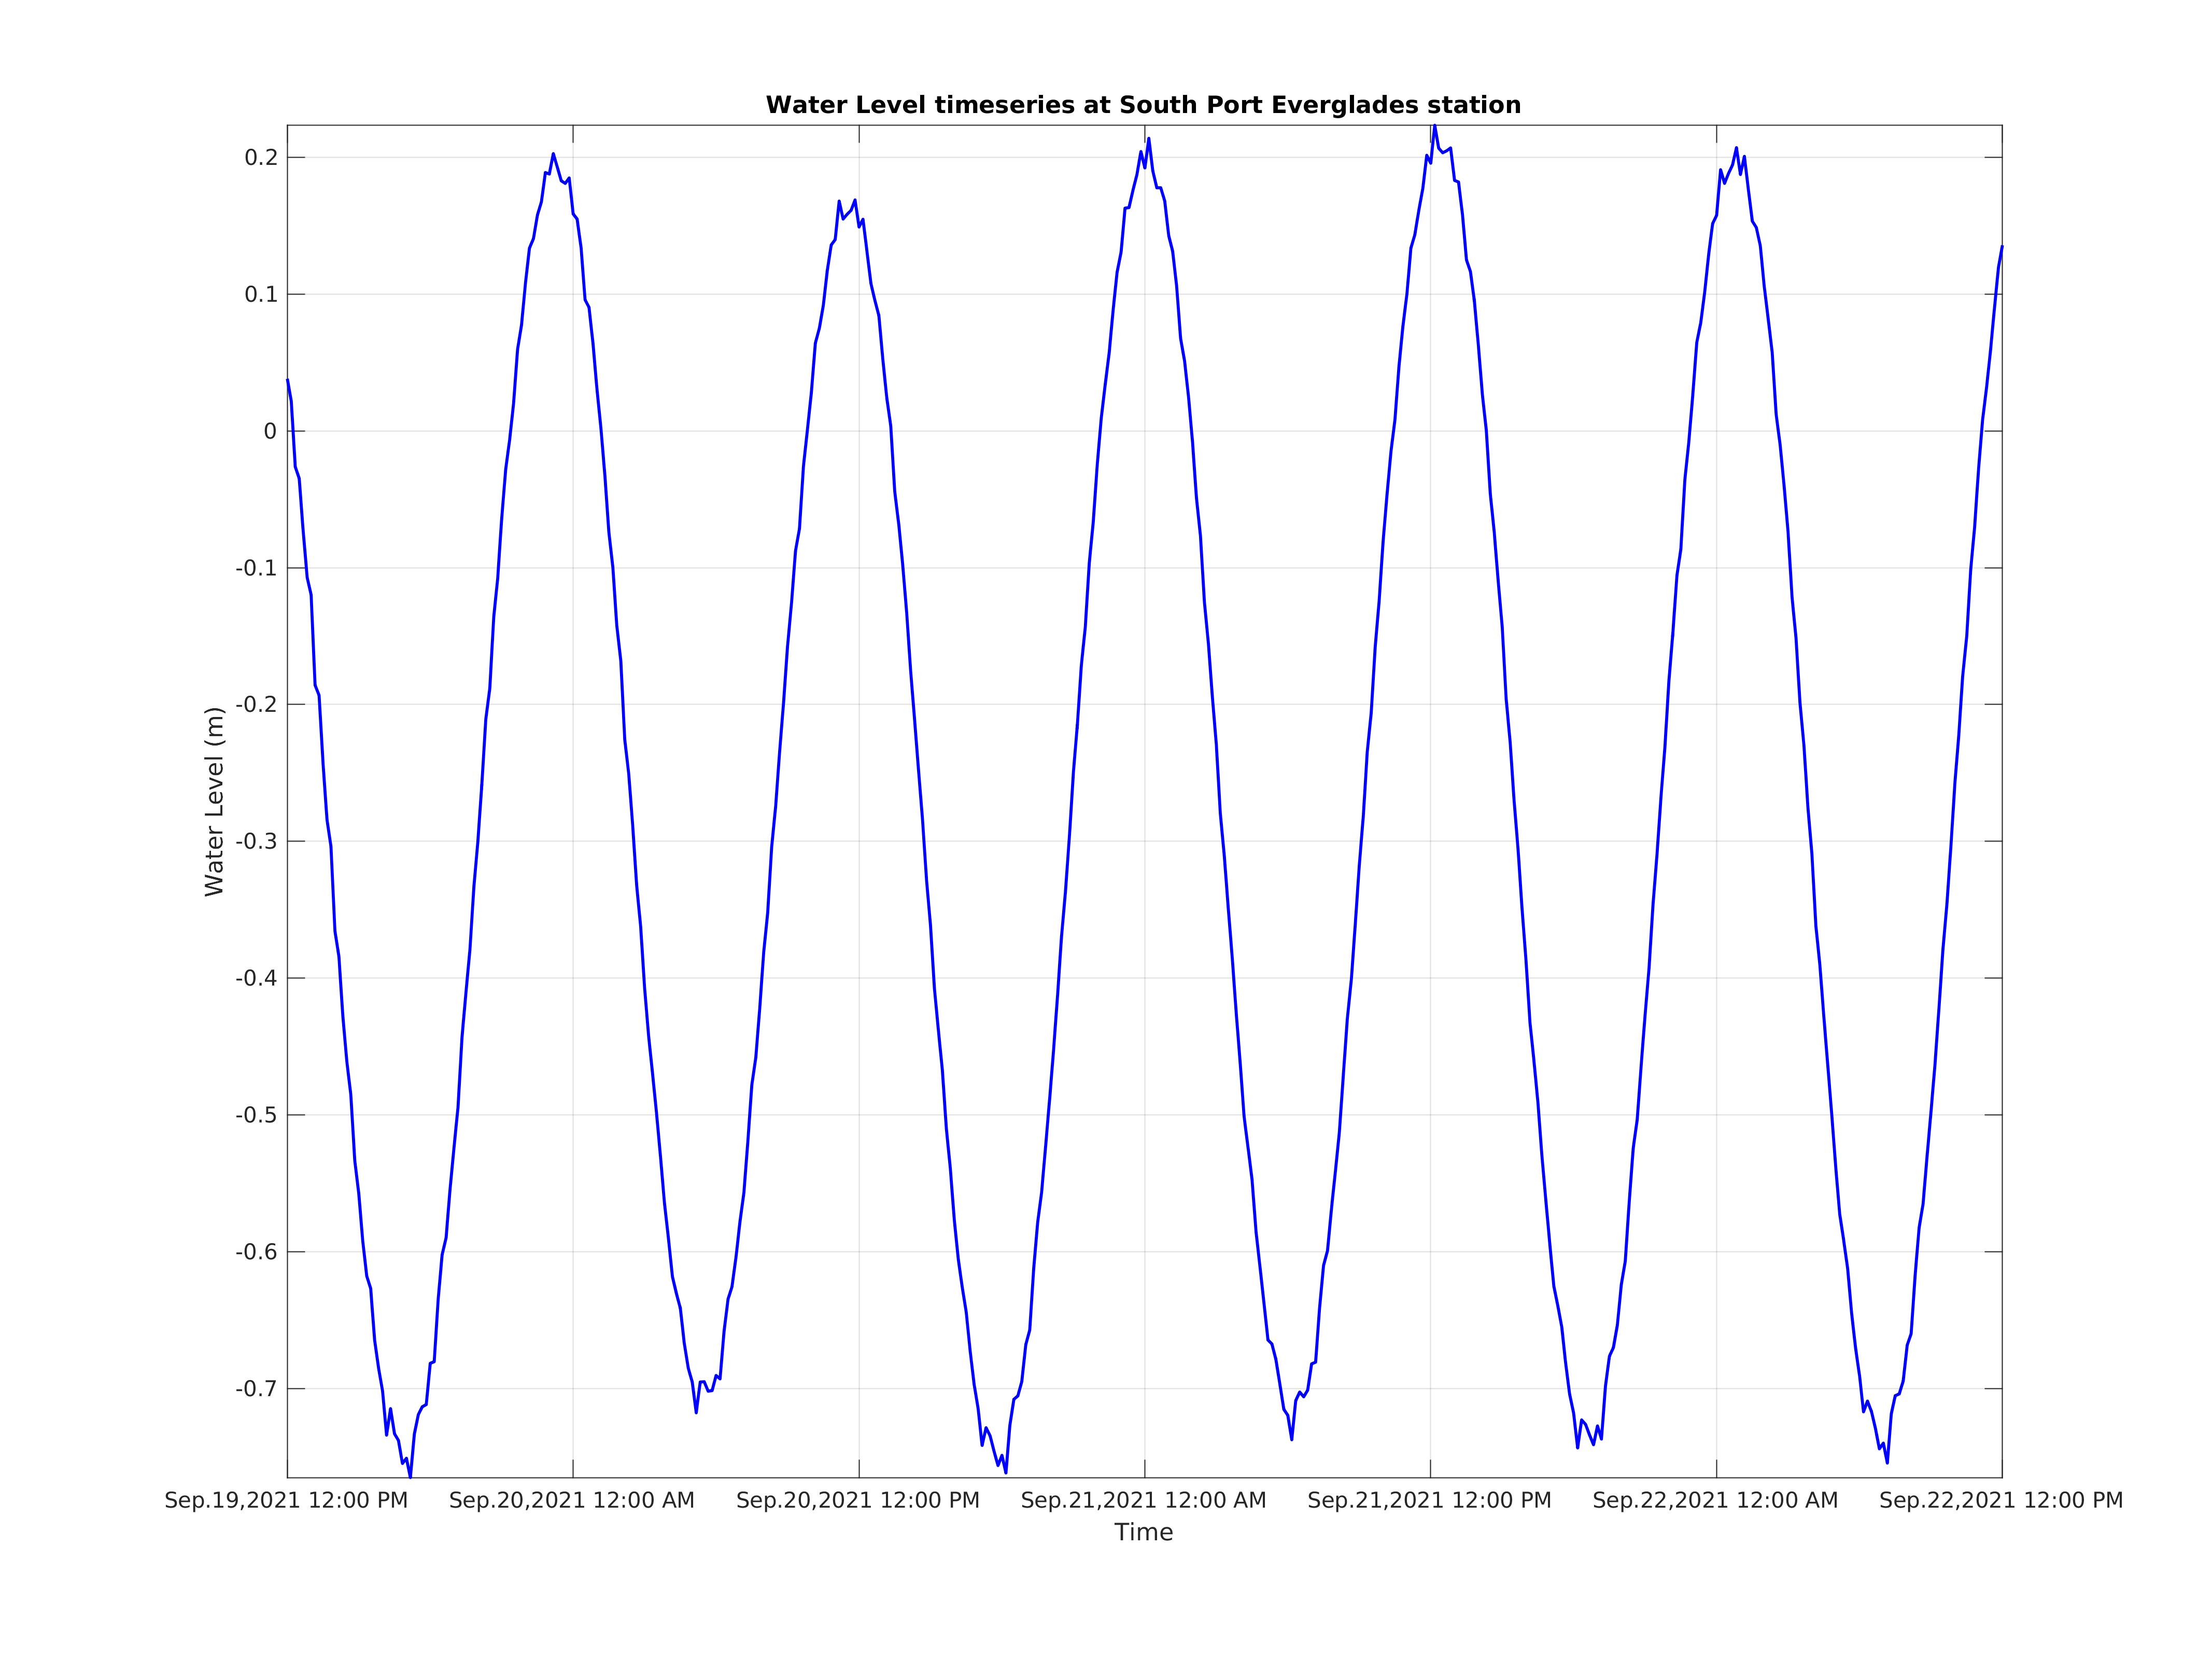 Water Level timeseries at South Port Everglades station
0.2
0.1
0
-0.1
-0.2
-0.3
-0.4
-0.5
-0.6
-0.7
Water Level (m)
Sep.19,2021 12:00 PM
Sep.20,2021 12:00 AM
Sep.20,2021 12:00 PM
Sep.21,2021 12:00 AM
Sep.21,2021 12:00 PM
Sep.22,2021 12:00 AM
Sep.22,2021 12:00 PM
Time